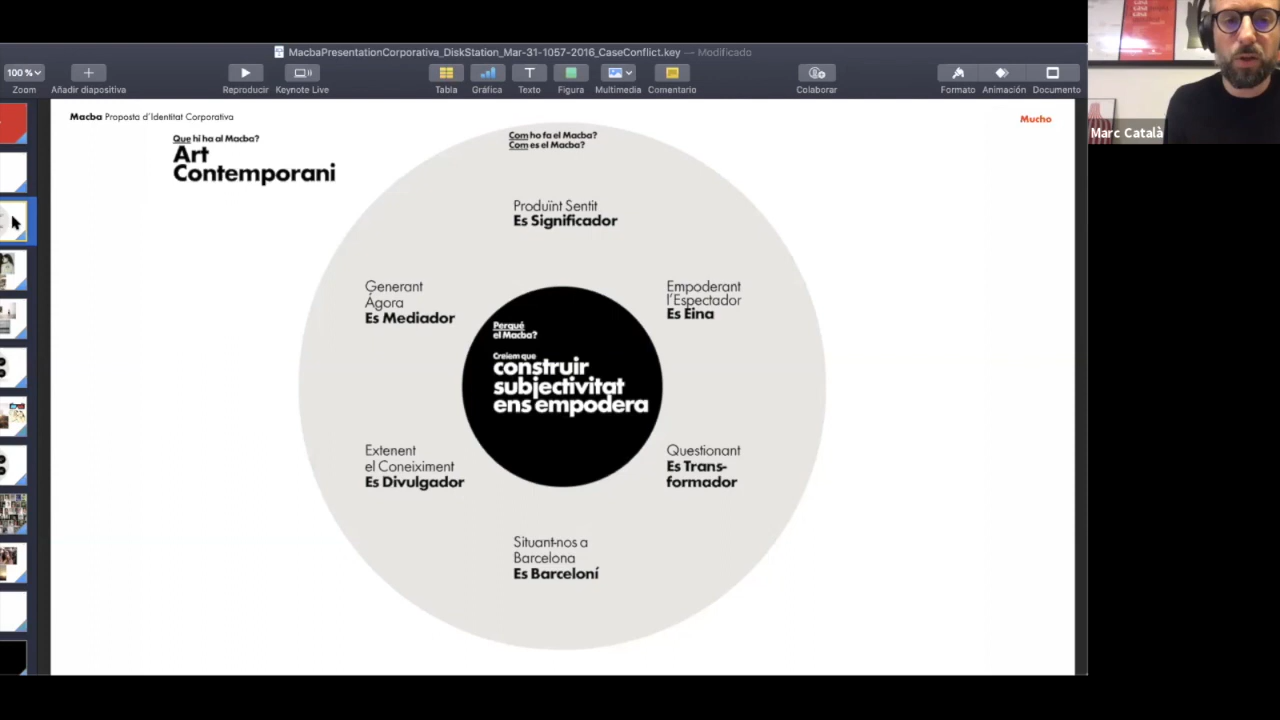 MacbaPresentationCorporativa_DiskStation_Mar-31-1057-2016_CaseConflict.key — Modificado
100 %
Zoom
Añadir diapositiva
Reproducir
Keynote Live
Tabla
Gráfica
Texto
Figura
Multimedia
Comentario
Colaborar
Formato
Animación
Documento
Marc Català
Macba Proposta d'Identitat Corporativa
Mucho
Que hi ha al Macba?
Art
Contemporani
Com ho fa el Macba?
Com es el Macba?
Produïnt Sentit
Es Significador
Generant
Ágora
Es Mediador
Empoderant
l'Espectador
Es Eina
Perqué
el Macba?
Creiem que
construir
subjectivitat
ens empodera
Extenent
el Coneiximent
Es Divulgador
Questionant
Es Trans-
formador
Situant-nos a
Barcelona
Es Barceloní